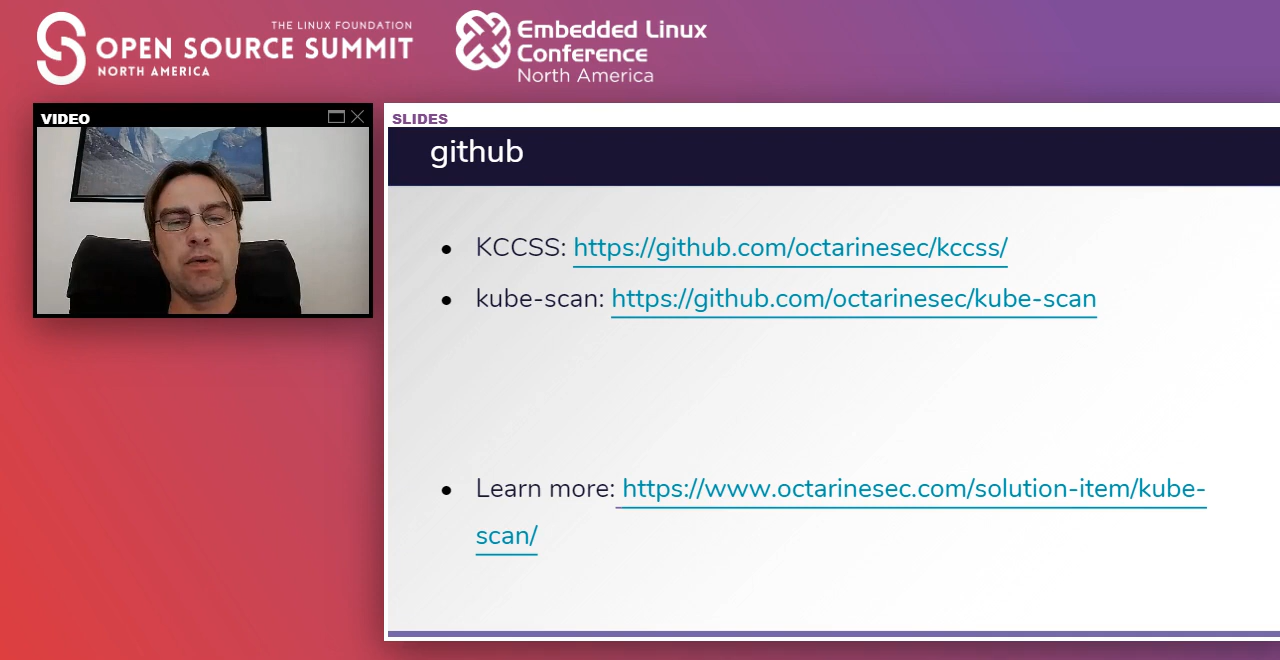 THE LINUX FOUNDATION
OPEN SOURCE SUMMIT
NORTH AMERICA
Embedded Linux
Conference
North America
VIDEO
SLIDES
github
• KCCSS: https://github.com/octarinesec/kccss/
• kube-scan: https://github.com/octarinesec/kube-scan
• Learn more: https://www.octarinesec.com/solution-item/kube-
scan/